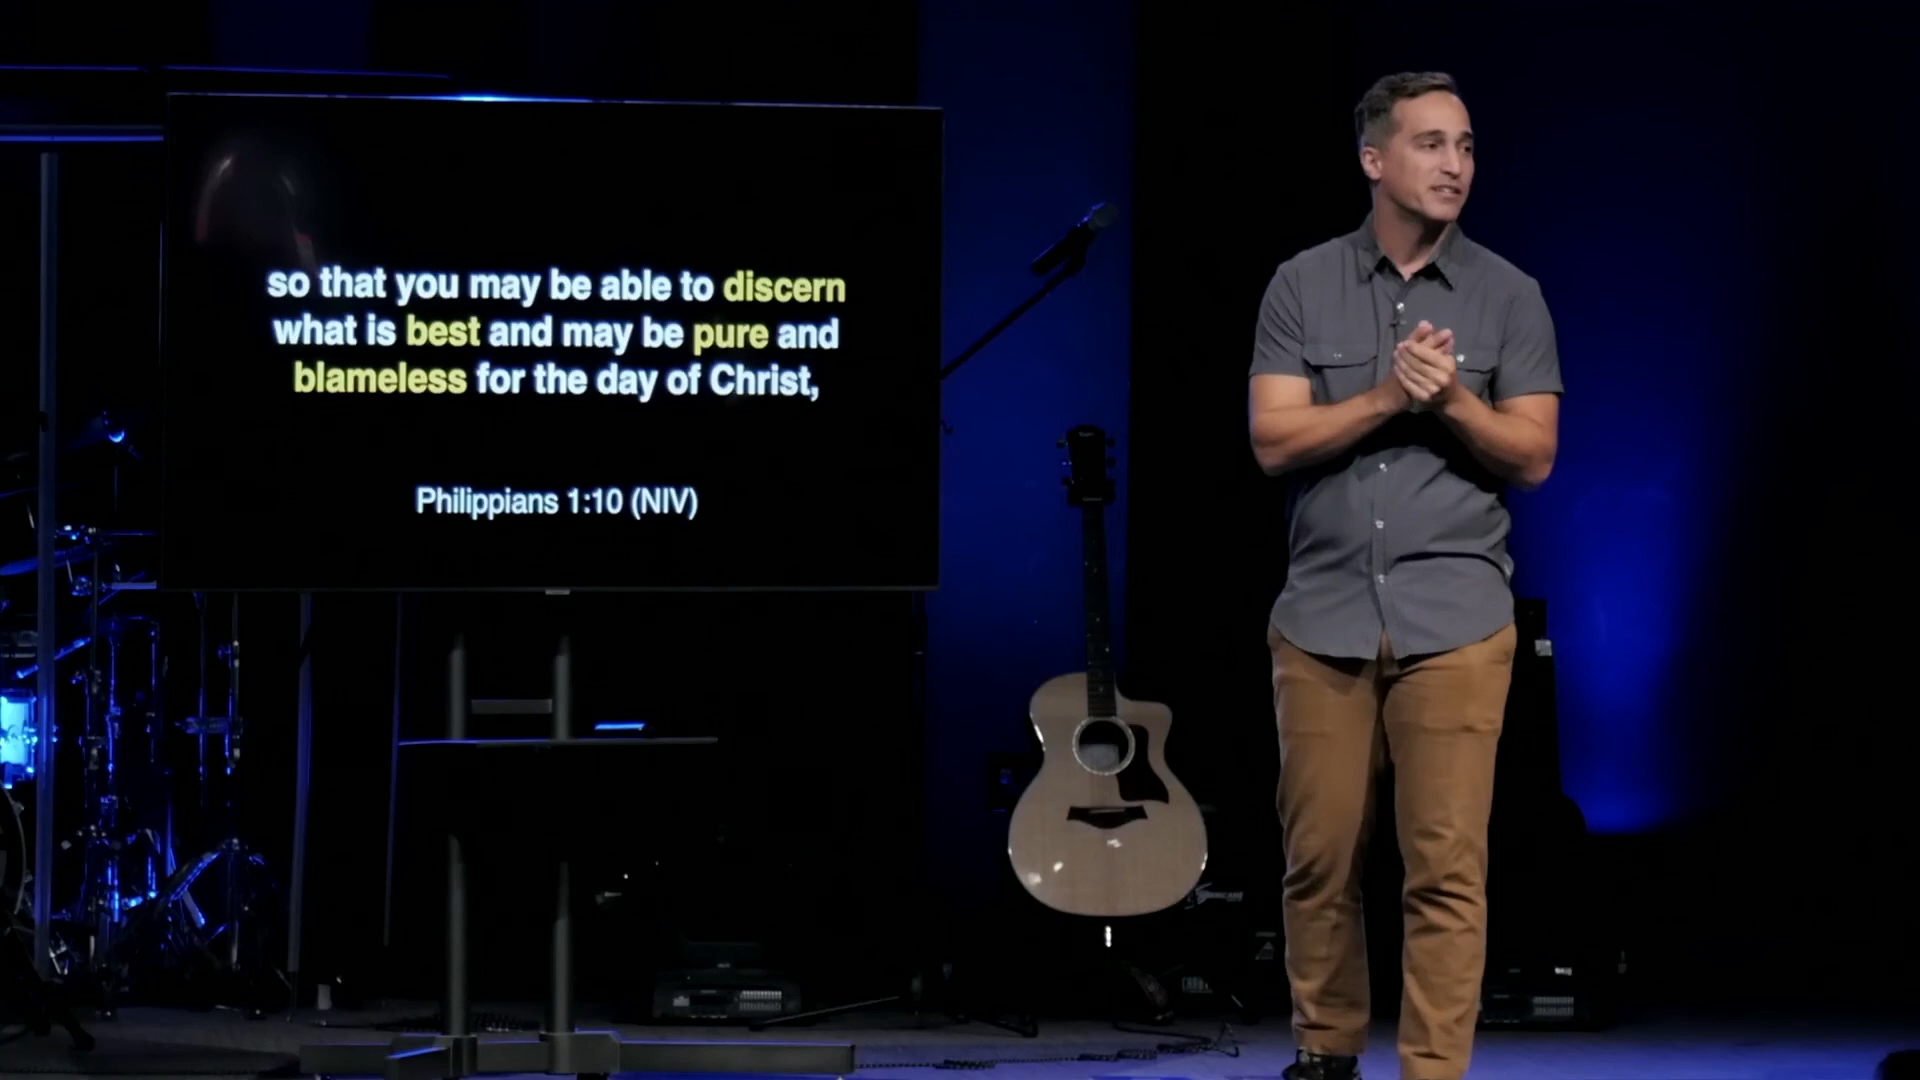 so that you may be able to discern
what is best and may be pure and
blameless for the day of Christ,
Philippians 1:10 (NIV)